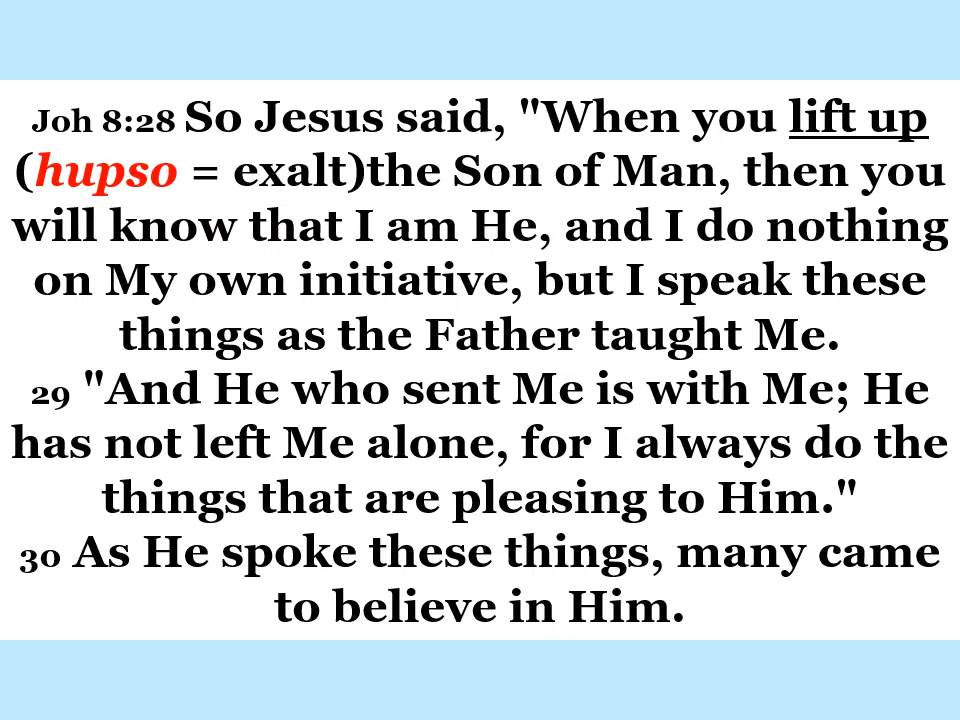 Joh 8:28 So Jesus said, "When you lift up
(hupso = exalt)the Son of Man, then you
will know that I am He, and I do nothing
on My own initiative, but I speak these
things as the Father taught Me.
29 "And He who sent Me is with Me; He
has not left Me alone, for I always do the
things that are pleasing to Him."
30 As He spoke these things, many came
to believe in Him.